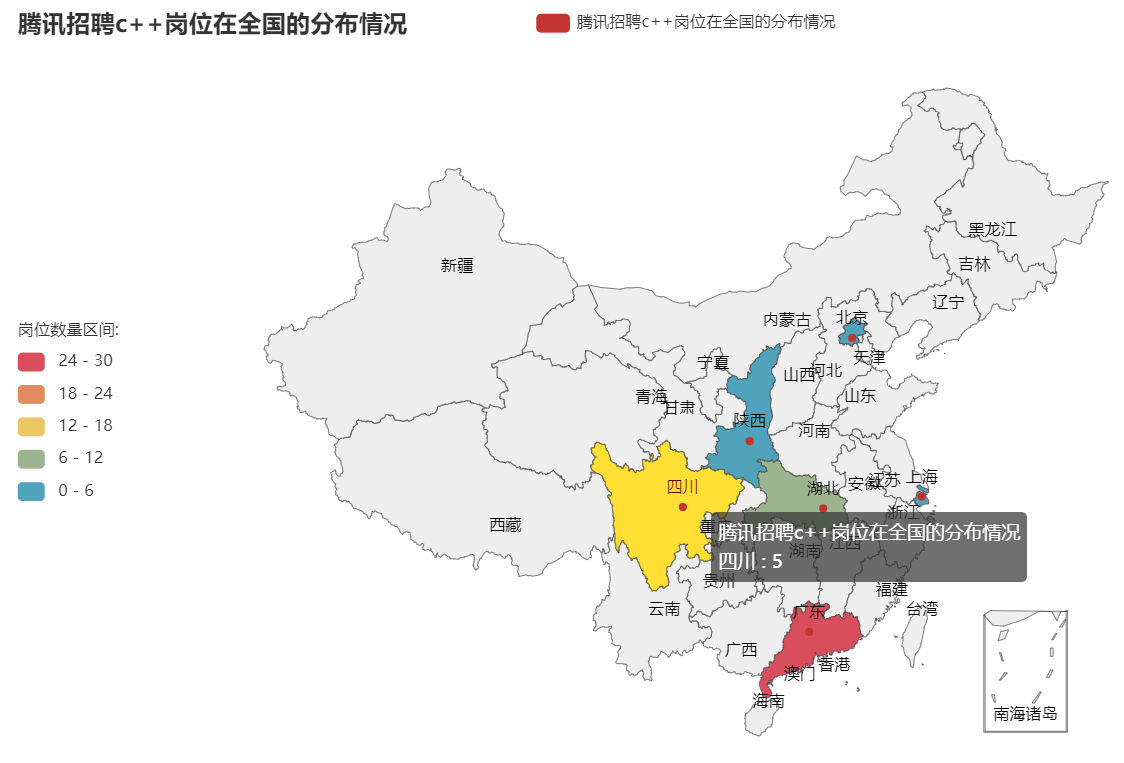 腾讯招聘c++岗位在全国的分布情况
腾讯招聘c++岗位在全国的分布情况
黑龙江
吉林
新疆
辽宁
内蒙古
北京
岗位数量区间:
24 - 30
宁夏
天津
山西
河北
18 - 24
青海
甘肃
山东
12 - 18
陕西
河南
6 - 12
四川
湖北
安徽
江苏
上海
0 - 6
浙江
西藏
重庆
腾讯招聘c++岗位在全国的分布情况
四川 : 5
湖南
江西
贵州
福建
云南
广东
台湾
广西
香港
澳门
海南
南海诸岛